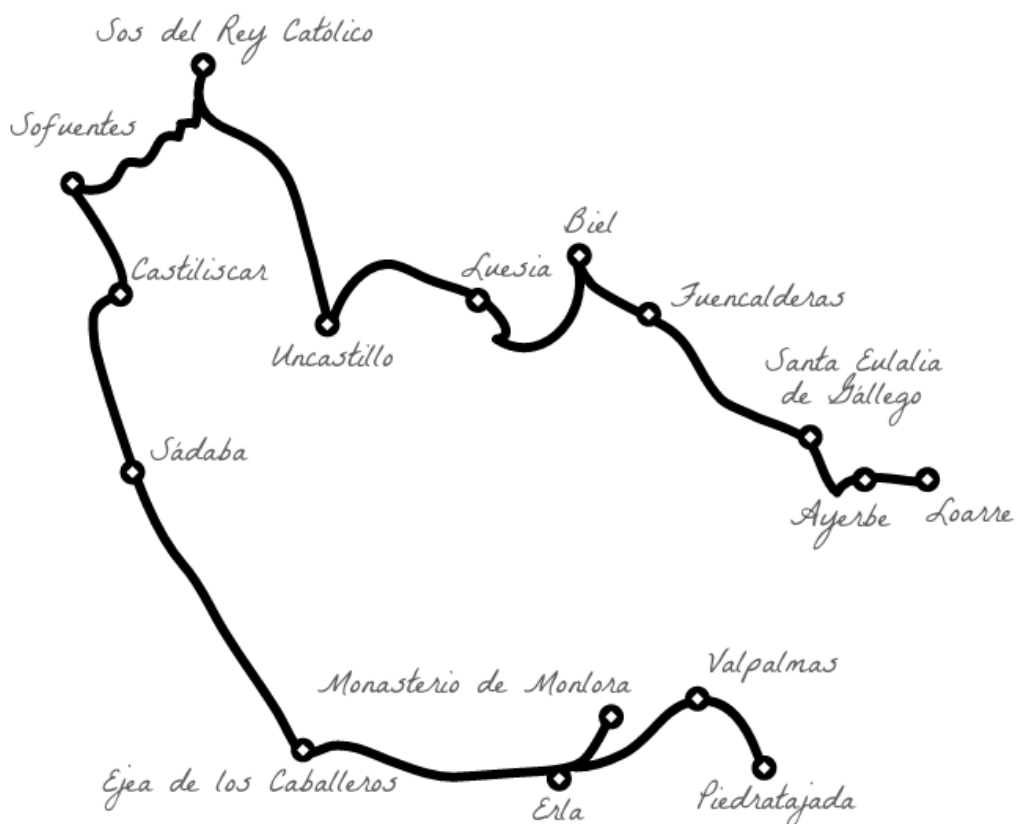 Sos del Rey Católico
Sofuentes
Biel
Castiliscar
Luesia
Fuencalderas
Uncastillo
Santa Eulalia
de Gállego
Sádaba
Ayerbe
Loarre
Valpalmas
Monasterio de Monlora
Ejea de los Caballeros
Erla
Piedratajada